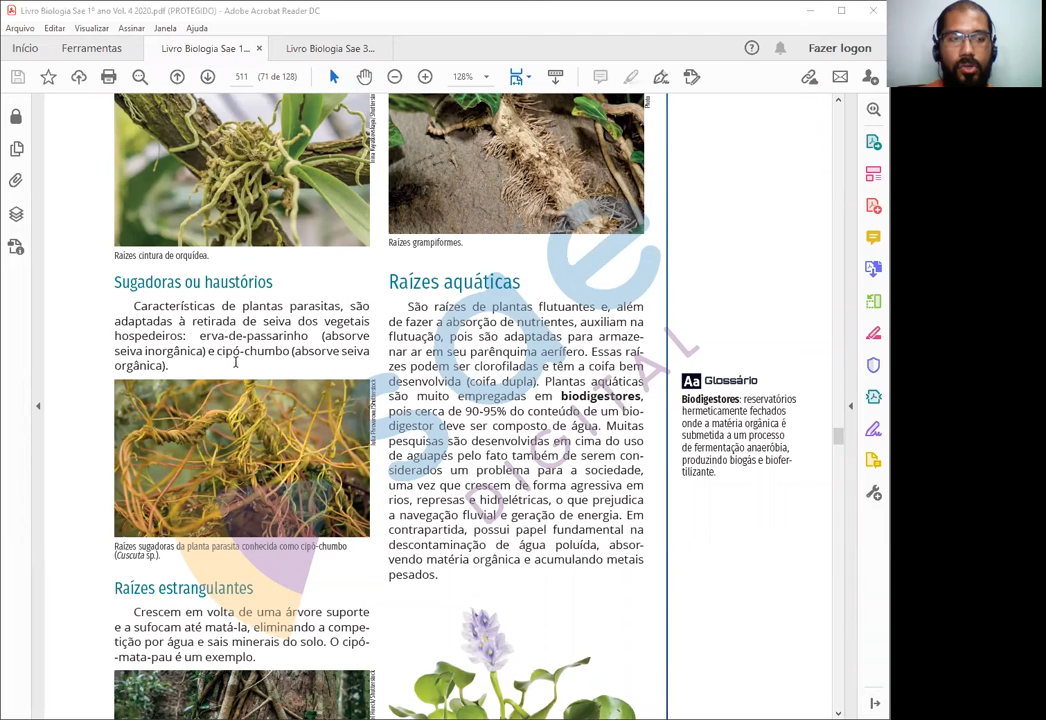 Livro Biologia Sae 1º ano Vol. 4 2020.pdf (PROTEGIDO) - Adobe Acrobat Reader DC
Arquivo Editar Visualizar Assinar Janela Ajuda
Início Ferramentas Livro Biologia Sae 1... × Livro Biologia Sae 3... Fazer logon
511 (71 de 128) 128%
Raízes cintura de orquídea.
Sugadoras ou haustórios
Características de plantas parasitas, são
adaptadas à retirada de seiva dos vegetais
hospedeiros: erva-de-passarinho (absorve
seiva inorgânica) e cipó-chumbo (absorve seiva
orgânica).
Raízes sugadoras da planta parasita conhecida como cipó-chumbo
(Cuscuta sp.).
Raízes estrangulantes
Crescem em volta de uma árvore suporte
e a sufocam até matá-la, eliminando a compe-
tição por água e sais minerais do solo. O cipó-
-mata-pau é um exemplo.
Raízes grampiformes.
Raízes aquáticas
São raízes de plantas flutuantes e, além
de fazer a absorção de nutrientes, auxiliam na
flutuação, pois são adaptadas para armaze-
nar ar em seu parênquima aerífero. Essas raí-
zes podem ser clorofiladas e têm a coifa bem
desenvolvida (coifa dupla). Plantas aquáticas
são muito empregadas em biodigestores,
pois cerca de 90-95% do conteúdo de um bio-
digestor deve ser composto de água. Muitas
pesquisas são desenvolvidas em cima do uso
de aguapés pelo fato também de serem con-
siderados um problema para a sociedade,
uma vez que crescem de forma agressiva em
rios, represas e hidrelétricas, o que prejudica
a navegação fluvial e geração de energia. Em
contrapartida, possui papel fundamental na
descontaminação de água poluída, absor-
vendo matéria orgânica e acumulando metais
pesados.
Aa Glossário
Biodigestores: reservatórios
hermeticamente fechados
onde a matéria orgânica é
submetida a um processo
de fermentação anaeróbia,
produzindo biogás e biofer-
tilizante.
sae
DIGITAL